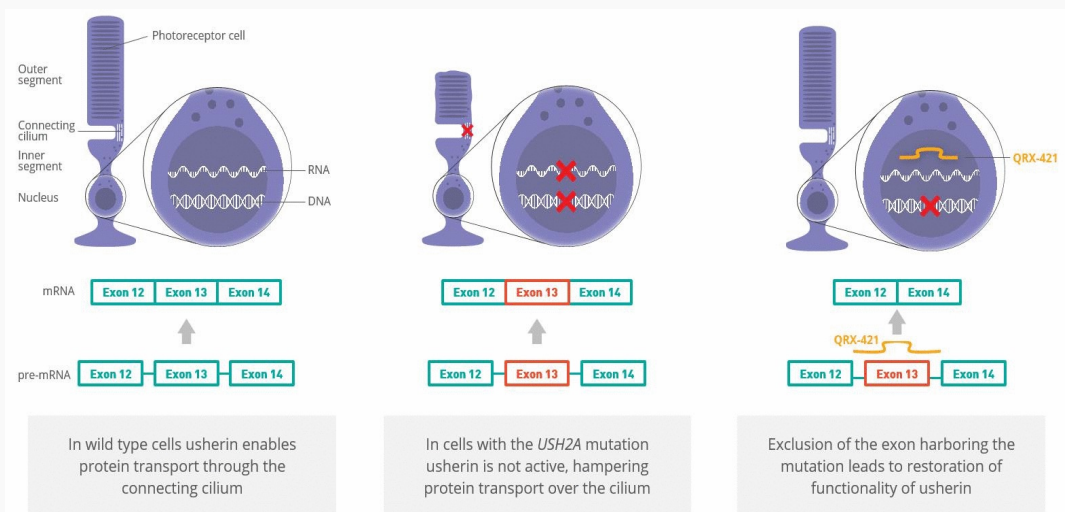 Photoreceptor cell
Outer
segment
Connecting
cilium
Inner
segment
Nucleus
RNA
DNA
QRX-421
mRNA
Exon 12 Exon 13 Exon 14
pre-mRNA
Exon 12 Exon 13 Exon 14
In wild type cells usherin enables
protein transport through the
connecting cilium
Exon 12 Exon 13 Exon 14
Exon 12 Exon 13 Exon 14
In cells with the USH2A mutation
usherin is not active, hampering
protein transport over the cilium
Exon 12 Exon 14
QRX-421
Exon 12 Exon 13 Exon 14
Exclusion of the exon harboring the
mutation leads to restoration of
functionality of usherin